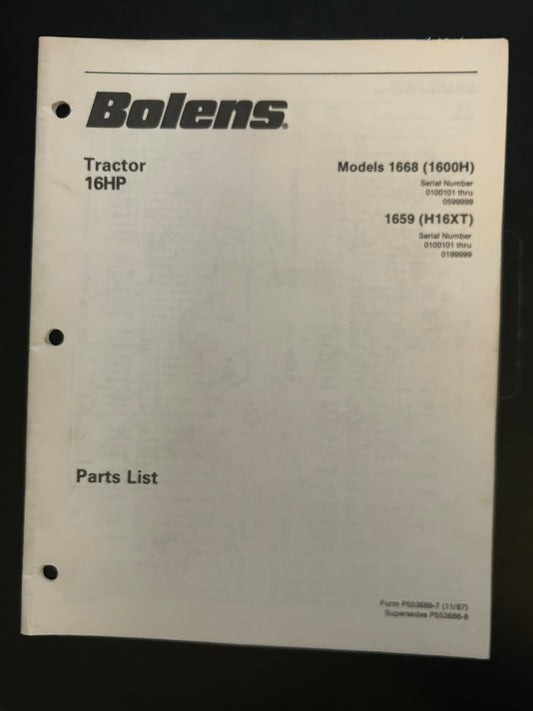 Bolens®
Tractor
16HP
Models 1668 (1600H)
Serial Number
0100101 thru
0599999
1659 (H16XT)
Serial Number
0100101 thru
0199999
Parts List
Form P553686-7 (11/87)
Supersedes P553686-6